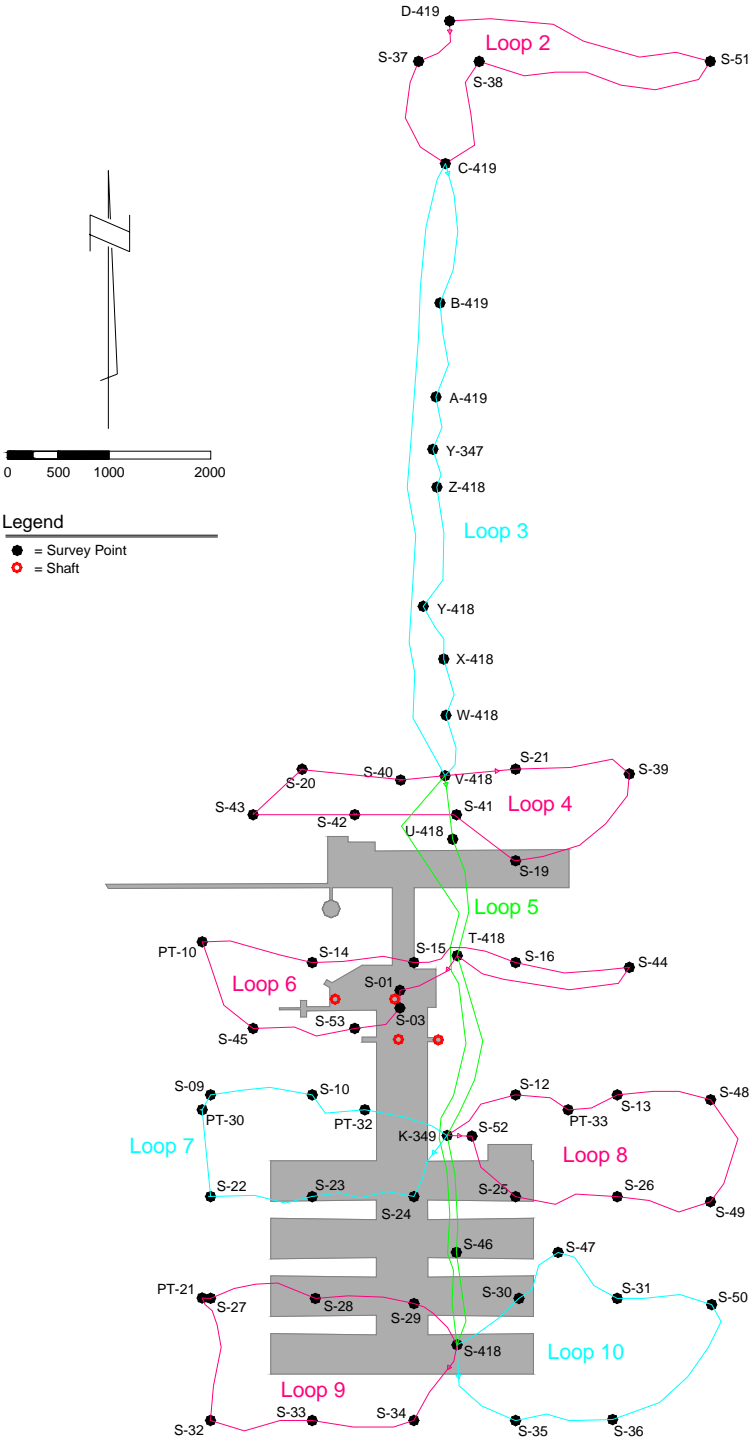 D-419
Loop 2
S-37
S-38
S-51
C-419
B-419
A-419
Y-347
0 500 1000 2000
Z-418
Legend
Loop 3
= Survey Point
= Shaft
Y-418
X-418
W-418
S-21
S-40
S-20
V-418
S-39
Loop 4
S-43
S-42
S-41
U-418
S-19
Loop 5
T-418
PT-10
S-14
S-15
S-16
S-44
Loop 6
S-01
S-03
S-45
S-53
S-09
S-10
S-12
S-13
S-48
PT-30
PT-32
PT-33
K-349
S-52
Loop 7
Loop 8
S-22
S-23
S-24
S-25
S-26
S-49
S-46
S-47
PT-21
S-27
S-28
S-29
S-30
S-31
S-50
S-418
Loop 10
Loop 9
S-32
S-33
S-34
S-35
S-36